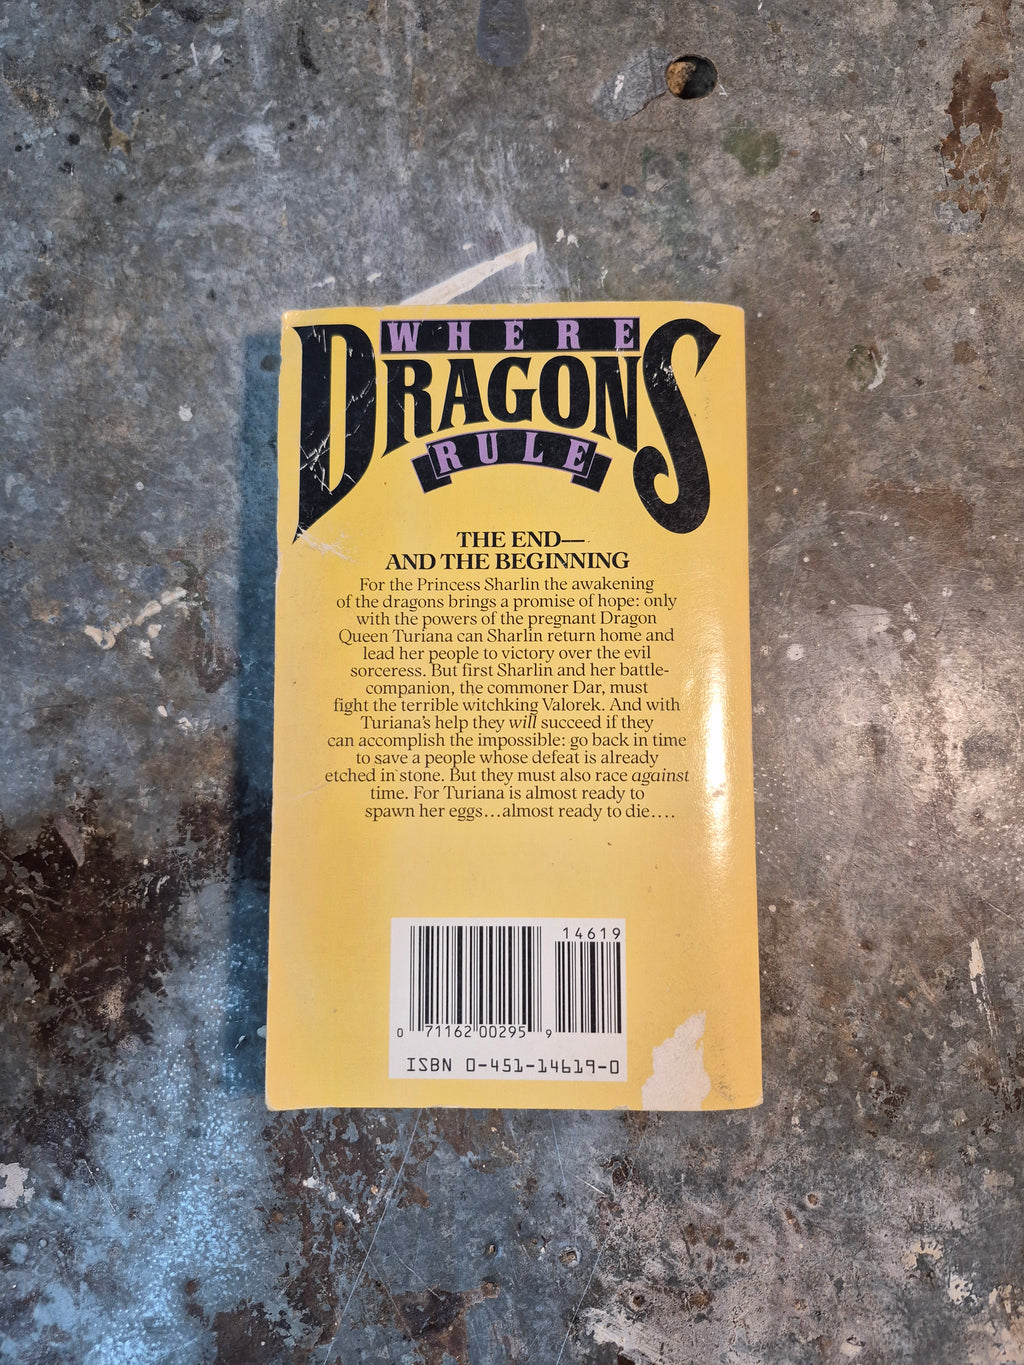 WHERE
DRAGONS
RULE
THE END—
AND THE BEGINNING
For the Princess Sharlin the awakening
of the dragons brings a promise of hope: only
with the powers of the pregnant Dragon
Queen Turiana can Sharlin return home and
lead her people to victory over the evil
sorceress. But first Sharlin and her battle-
companion, the commoner Dar, must
fight the terrible witchking Valorek. And with
Turiana's help they will succeed if they
can accomplish the impossible: go back in time
to save a people whose defeat is already
etched in stone. But they must also race against
time. For Turiana is almost ready to
spawn her eggs...almost ready to die....
14619
0 71162 00295 9
ISBN 0-451-14619-0